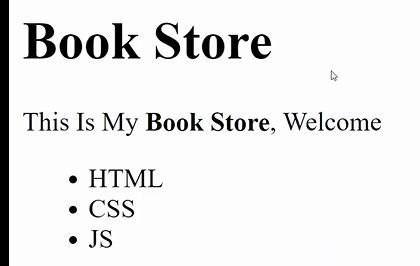 Book Store
This Is My Book Store, Welcome
HTML
CSS
JS